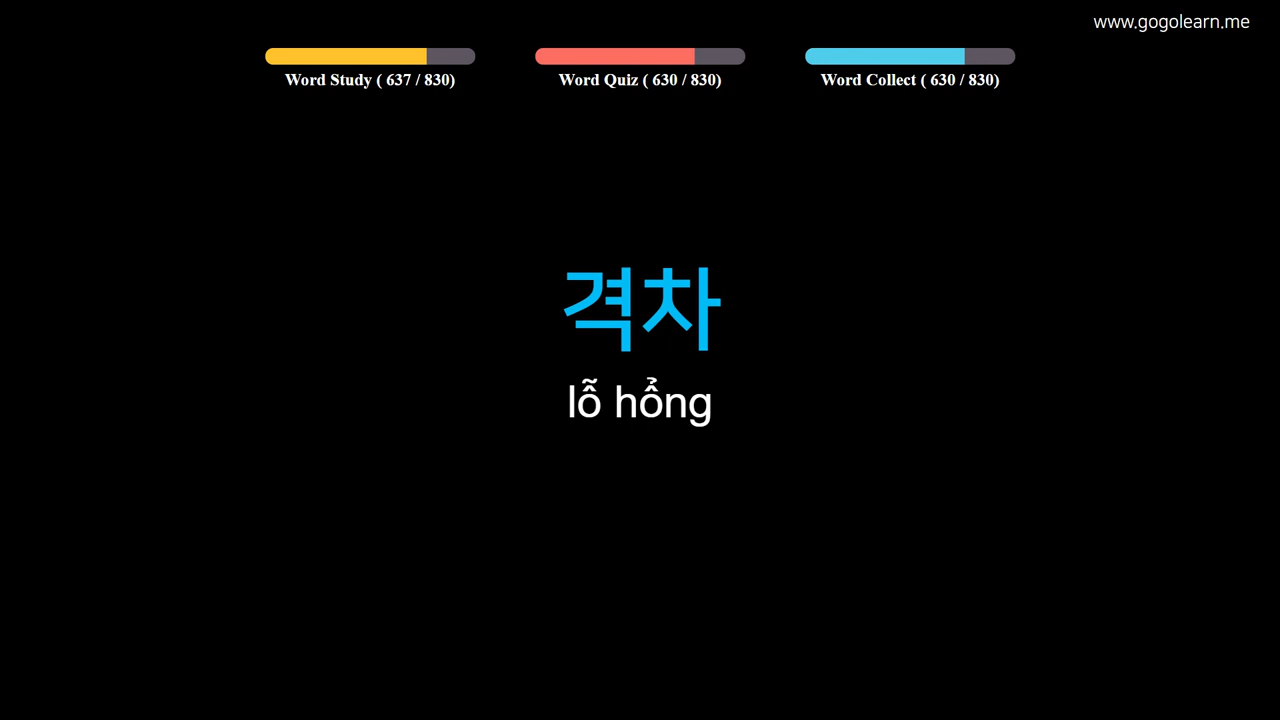 www.gogolearn.me
Word Study ( 637 / 830)
Word Quiz ( 630 / 830)
Word Collect ( 630 / 830)
격차
lỗ hổng